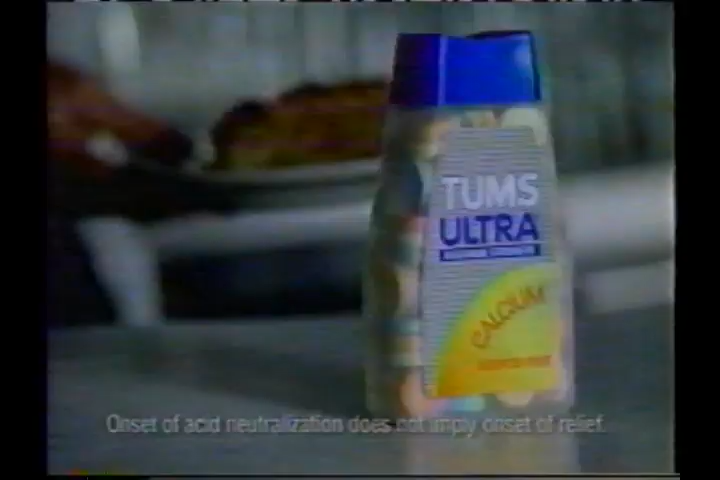 TUMS
ULTRA
CALCIUM
Onset of acid neutralization does not imply onset of relief.